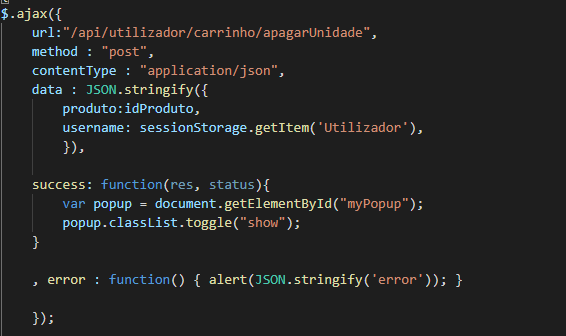 $.ajax({
    url:"/api/utilizador/carrinho/apagarUnidade",
    method : "post",
    contentType : "application/json",
    data : JSON.stringify({
        produto:idProduto,
        username: sessionStorage.getItem('Utilizador'),
        }),
    success: function(res, status){
        var popup = document.getElementById("myPopup");
        popup.classList.toggle("show");
    }
    , error : function() { alert(JSON.stringify('error')); }
    });